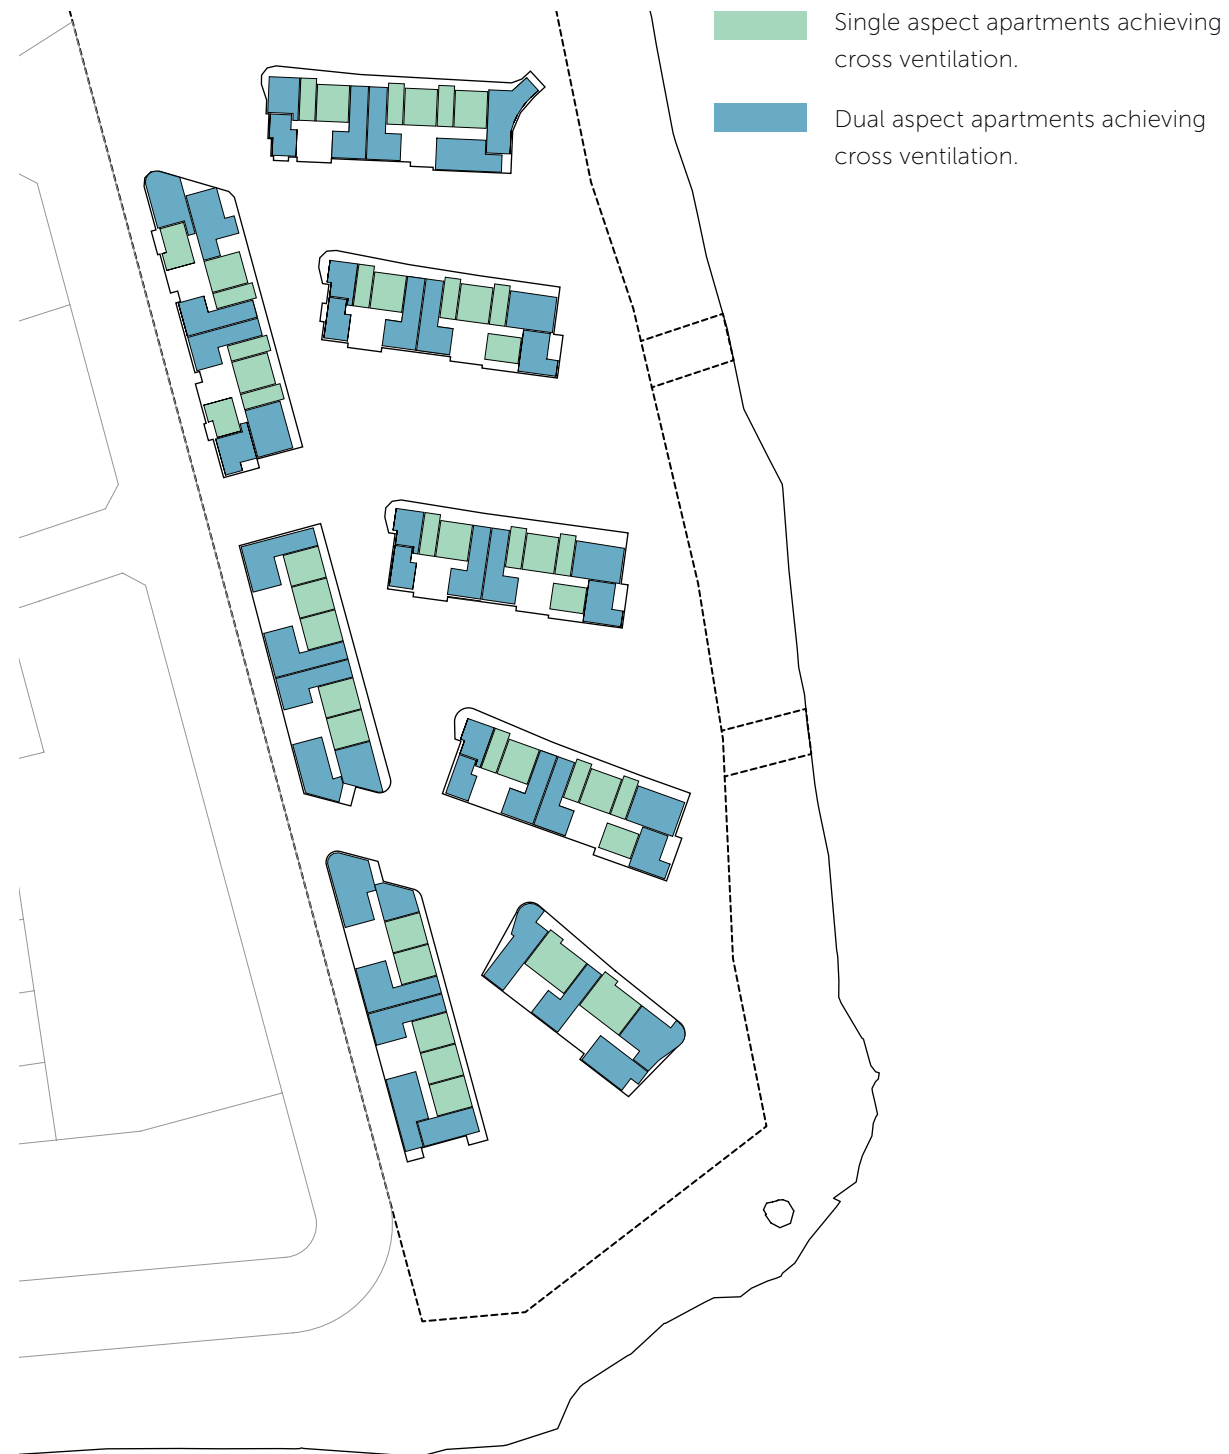 Single aspect apartments achieving
cross ventilation.
Dual aspect apartments achieving
cross ventilation.